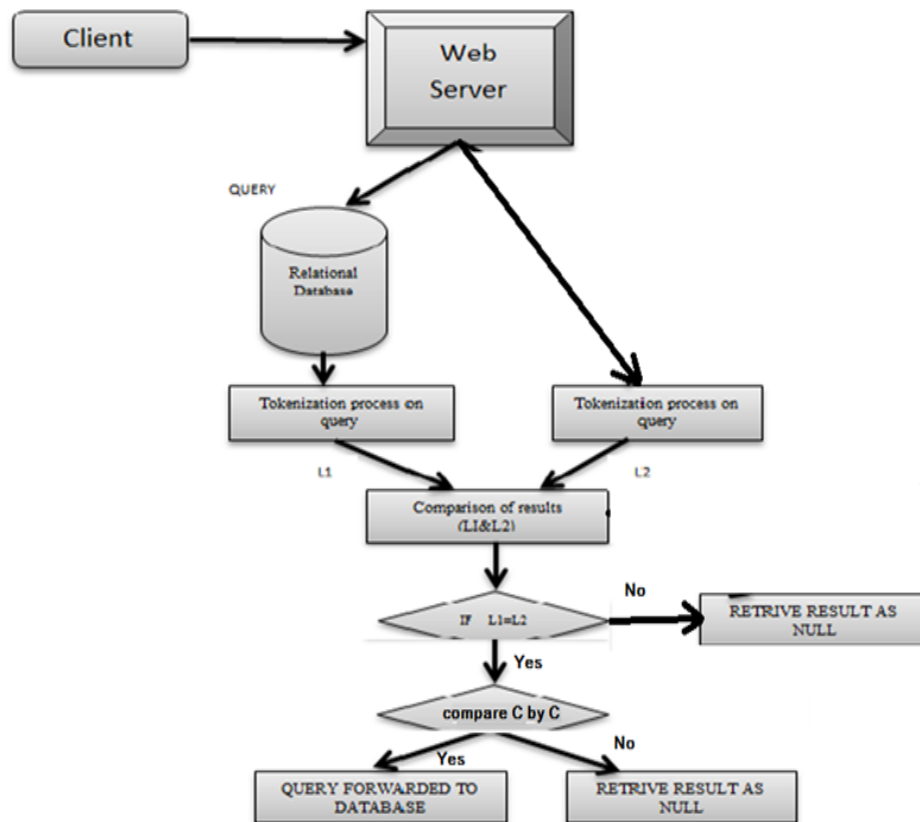 Client
Web
Server
QUERY
Relational
Database
Tokenization process on
query
Tokenization process on
query
L1
L2
Comparison of results
(LI&L2)
IF L1=L2
No
RETRIVE RESULT AS
NULL
Yes
compare C by C
Yes
No
QUERY FORWARDED TO
DATABASE
RETRIVE RESULT AS
NULL